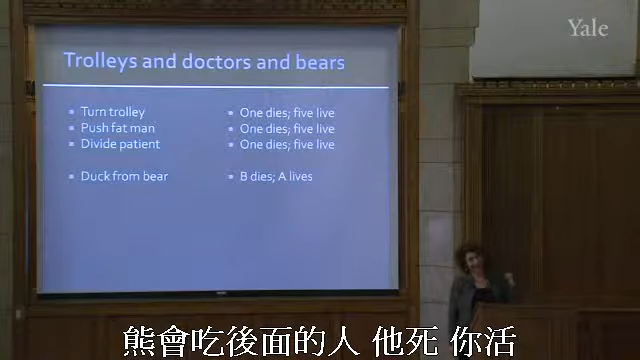 Yale
Trolleys and doctors and bears
Turn trolley
One dies; five live
Push fat man
One dies; five live
Divide patient
One dies; five live
Duck from bear
B dies; A lives
熊會吃後面的人 他死 你活